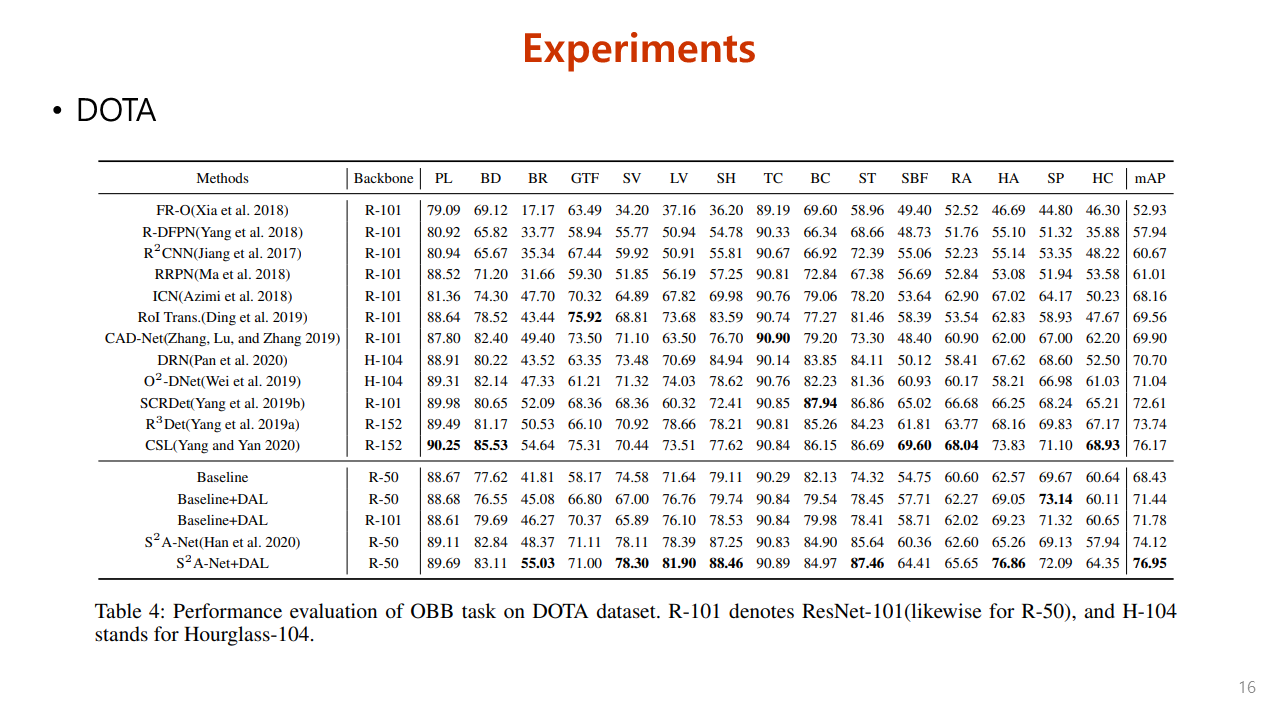 Experiments
• DOTA
Methods Backbone PL BD BR GTF SV LV SH TC BC ST SBF RA HA SP HC mAP
FR-O(Xia et al. 2018) R-101 79.09 69.12 17.17 63.49 34.20 37.16 36.20 89.19 69.60 58.96 49.40 52.52 46.69 44.80 46.30 52.93
R-DFPN(Yang et al. 2018) R-101 80.92 65.82 33.77 58.94 55.77 50.94 54.78 90.33 66.34 68.66 48.73 51.76 55.10 51.32 35.88 57.94
R²CNN(Jiang et al. 2017) R-101 80.94 65.67 35.34 67.44 59.92 50.91 55.81 90.67 66.92 72.39 55.06 52.23 55.14 53.35 48.22 60.67
RRPN(Ma et al. 2018) R-101 88.52 71.20 31.66 59.30 51.85 56.19 57.25 90.81 72.84 67.38 56.69 52.84 53.08 51.94 53.58 61.01
ICN(Azimi et al. 2018) R-101 81.36 74.30 47.70 70.32 64.89 67.82 69.98 90.76 79.06 78.20 53.64 62.90 67.02 64.17 50.23 68.16
RoI Trans.(Ding et al. 2019) R-101 88.64 78.52 43.44 75.92 68.81 73.68 83.59 90.74 77.27 81.46 58.39 53.54 62.83 58.93 47.67 69.56
CAD-Net(Zhang, Lu, and Zhang 2019) R-101 87.80 82.40 49.40 73.50 71.10 63.50 76.70 90.90 79.20 73.30 48.40 60.90 62.00 67.00 62.20 69.90
DRN(Pan et al. 2020) H-104 88.91 80.22 43.52 63.35 73.48 70.69 84.94 90.14 83.85 84.11 50.12 58.41 67.62 68.60 52.50 70.70
O²-DNet(Wei et al. 2019) H-104 89.31 82.14 47.33 61.21 71.32 74.03 78.62 90.76 82.23 81.36 60.93 60.17 58.21 66.98 61.03 71.04
SCRDet(Yang et al. 2019b) R-101 89.98 80.65 52.09 68.36 68.36 60.32 72.41 90.85 87.94 86.86 65.02 66.68 66.25 68.24 65.21 72.61
R³Det(Yang et al. 2019a) R-152 89.49 81.17 50.53 66.10 70.92 78.66 78.21 90.81 85.26 84.23 61.81 63.77 68.16 69.83 67.17 73.74
CSL(Yang and Yan 2020) R-152 90.25 85.53 54.64 75.31 70.44 73.51 77.62 90.84 86.15 86.69 69.60 68.04 73.83 71.10 68.93 76.17
Baseline R-50 88.67 77.62 41.81 58.17 74.58 71.64 79.11 90.29 82.13 74.32 54.75 60.60 62.57 69.67 60.64 68.43
Baseline+DAL R-50 88.68 76.55 45.08 66.80 67.00 76.76 79.74 90.84 79.54 78.45 57.71 62.27 69.05 73.14 60.11 71.44
Baseline+DAL R-101 88.61 79.69 46.27 70.37 65.89 76.10 78.53 90.84 79.98 78.41 58.71 62.02 69.23 71.32 60.65 71.78
S²A-Net(Han et al. 2020) R-50 89.11 82.84 48.37 71.11 78.11 78.39 87.25 90.83 84.90 85.64 60.36 62.60 65.26 69.13 57.94 74.12
S²A-Net+DAL R-50 89.69 83.11 55.03 71.00 78.30 81.90 88.46 90.89 84.97 87.46 64.41 65.65 76.86 72.09 64.35 76.95
Table 4: Performance evaluation of OBB task on DOTA dataset. R-101 denotes ResNet-101(likewise for R-50), and H-104
stands for Hourglass-104.
16